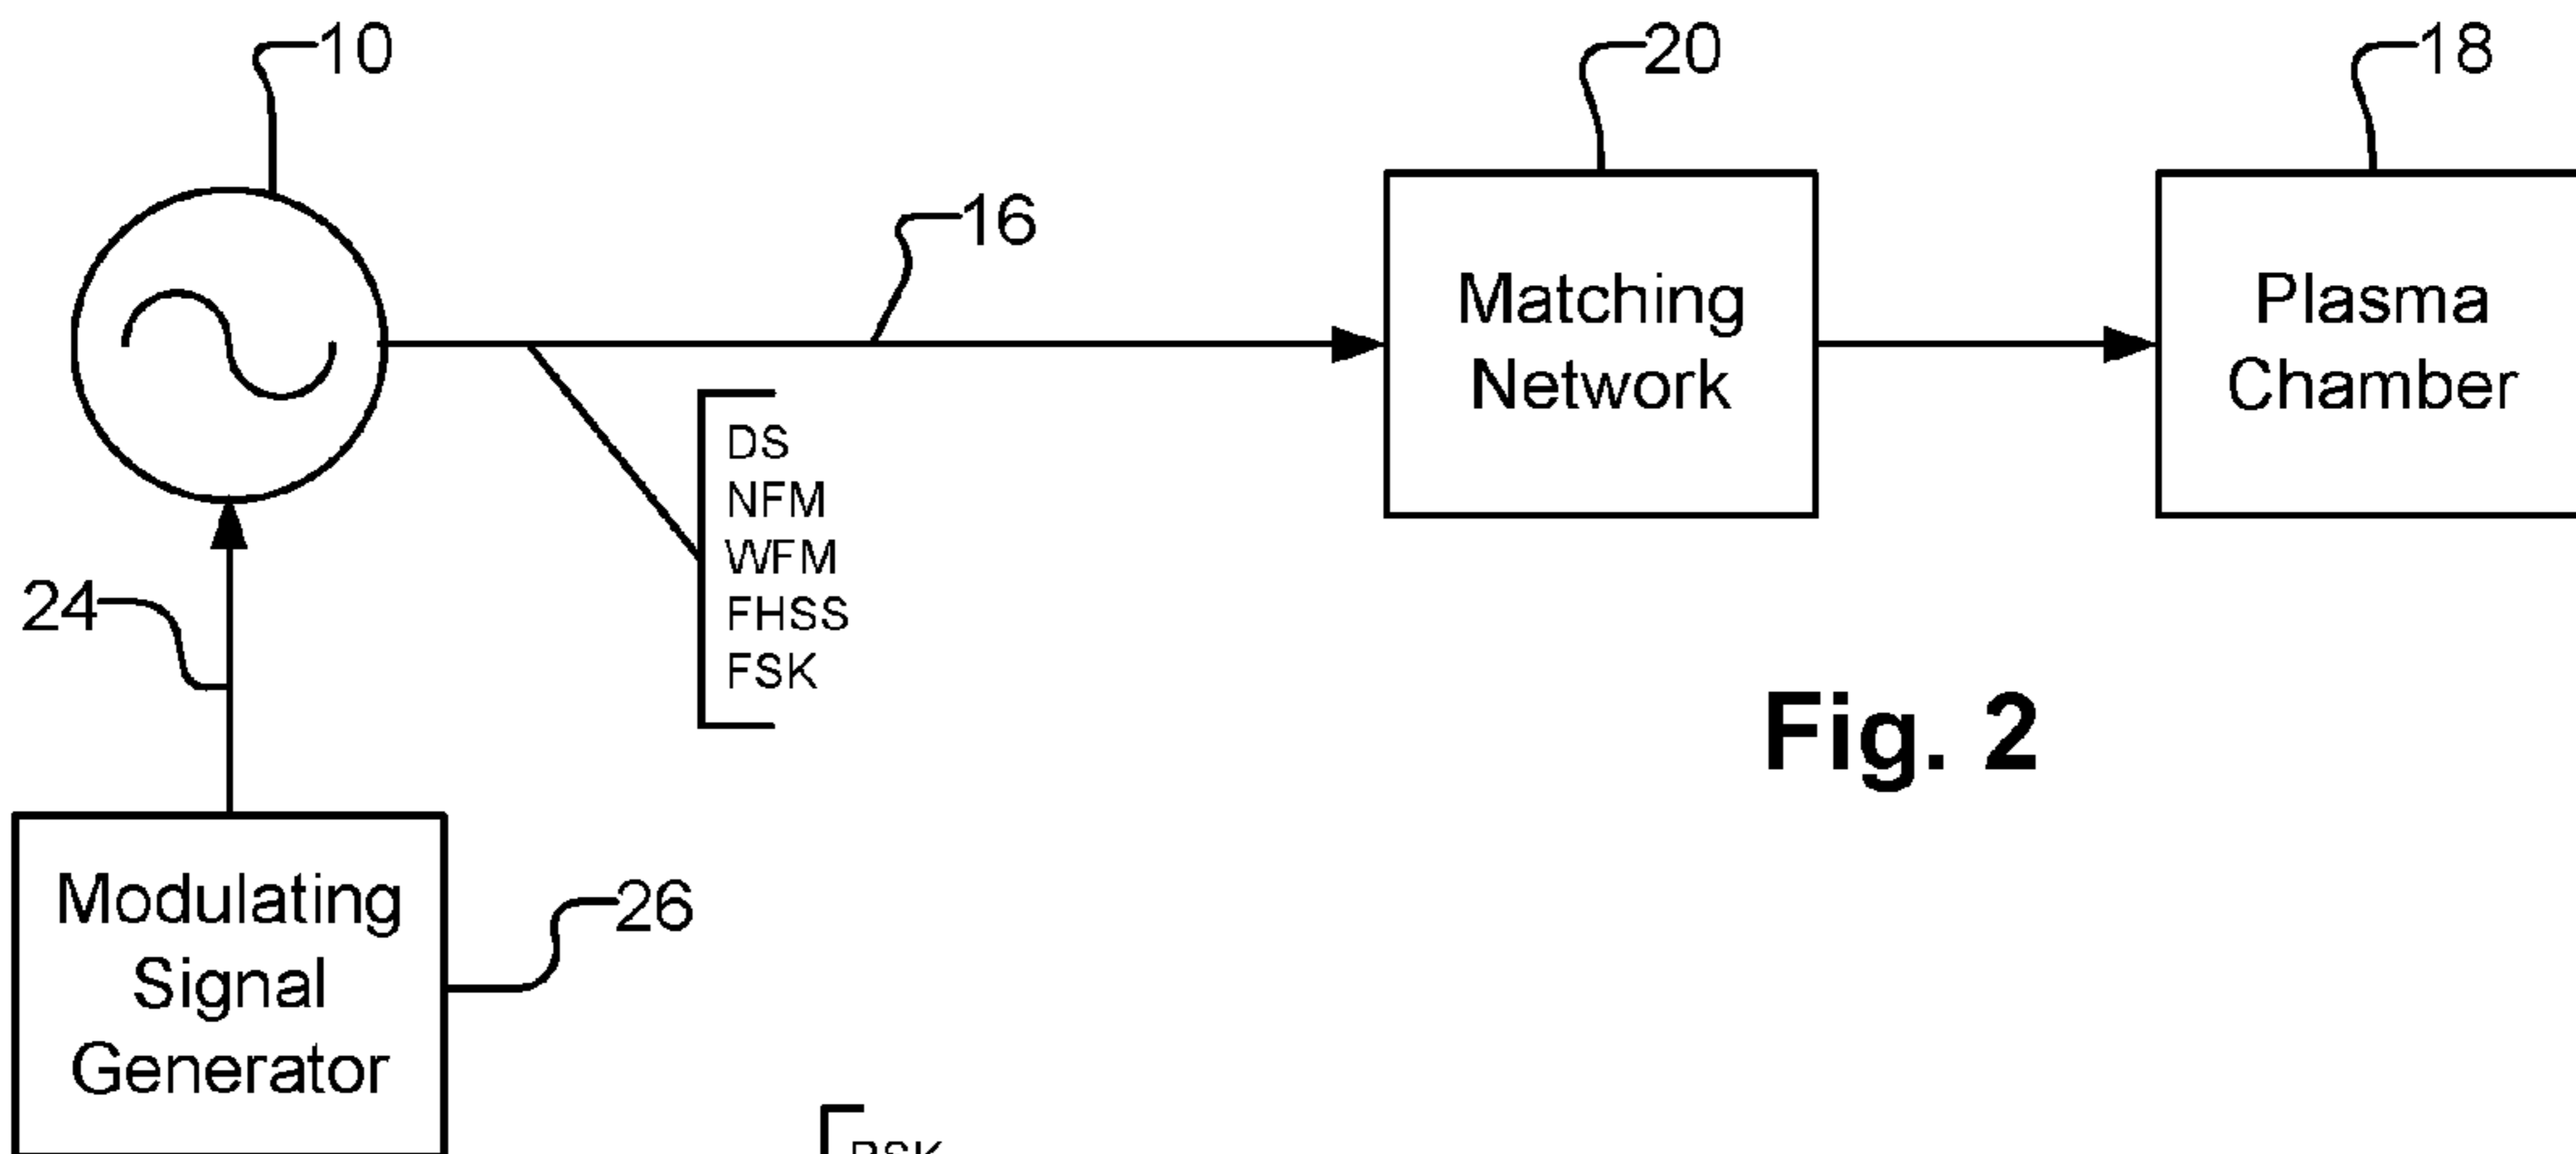 10
20
18
16
Matching
Network
Plasma
Chamber
DS
NFM
WFM
FHSS
FSK
24
Fig. 2
Modulating
Signal
Generator
26